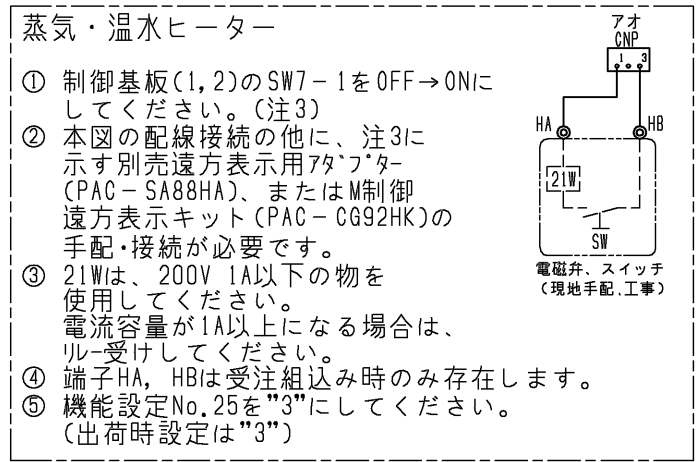 蒸気・温水ヒーター
① 制御基板(1,2)のSW7-1をOFF→ONに
してください。(注3)
② 本図の配線接続の他に、注3に
示す別売遠方表示用ｱﾀﾞﾌﾟﾀｰ
(PAC-SA88HA)、またはM制御
遠方表示キット(PAC-CG92HK)の
手配・接続が必要です。
③ 21Wは、200V 1A以下の物を
使用してください。
電流容量が1A以上になる場合は、
ﾘﾚｰ受けしてください。
④ 端子HA, HBは受注組込み時のみ存在します。
⑤ 機能設定No.25を"3"にしてください。
(出荷時設定は"3")
アオ
CNP
1 3
HA HB
21W
SW
電磁弁、スイッチ
(現地手配、工事)